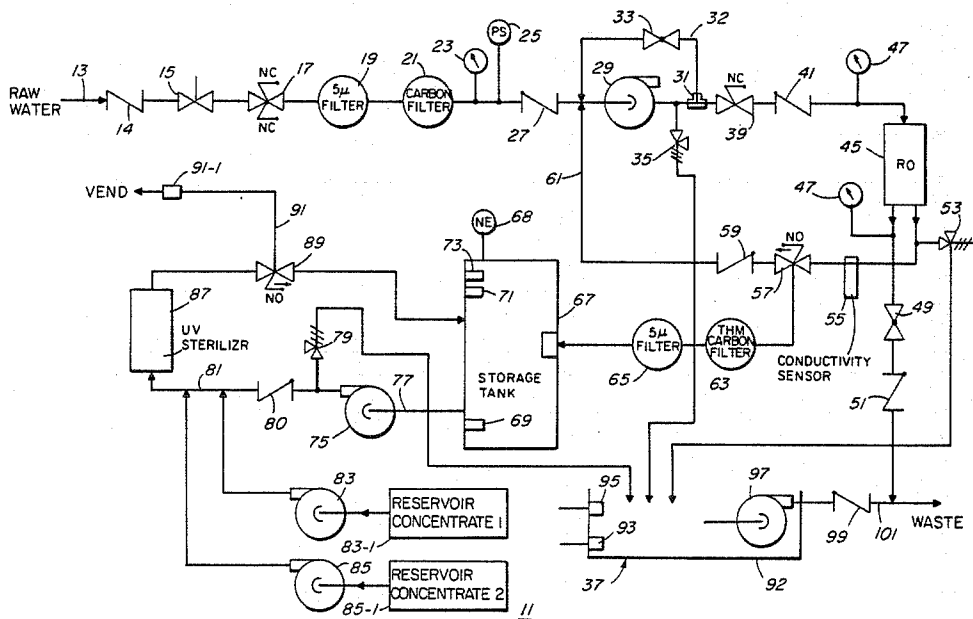 33
32
PS
25
23
47
13
15
NC
17
19
21
29
31
NC
41
RAW
WATER
5μ
FILTER
CARBON
FILTER
14
NC
27
35
39
45
RO
91-1
VEND
91
61
47
53
NE
68
59
NO
73
89
71
57
67
55
49
87
NO
UV
STERILIZR
79
5μ
FILTER
THM
CARBON
FILTER
CONDUCTIVITY
SENSOR
81
STORAGE
TANK
65
63
77
51
80
75
69
83
95
97
RESERVOIR
CONCENTRATE 1
93
WASTE
83-1
99
101
85
RESERVOIR
CONCENTRATE 2
37
92
85-1
11